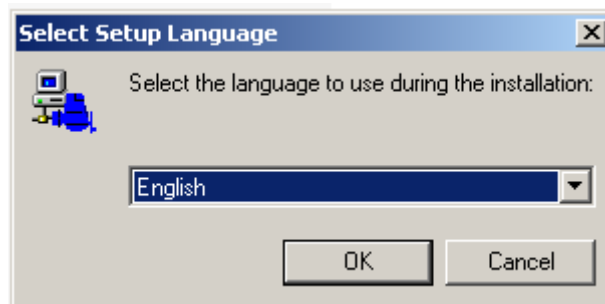 Select Setup Language
Select the language to use during the installation:
English
OK
Cancel